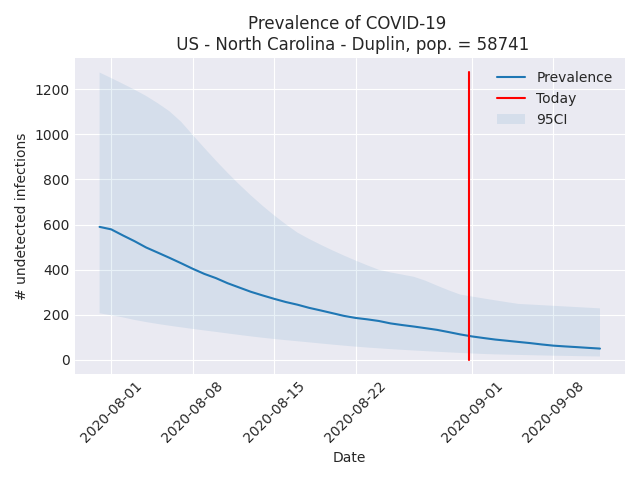 Prevalence of COVID-19
US - North Carolina - Duplin, pop. = 58741
Prevalence
Today
95CI
# undetected infections
1200
1000
800
600
400
200
0
2020-08-01
2020-08-08
2020-08-15
2020-08-22
2020-09-01
2020-09-08
Date